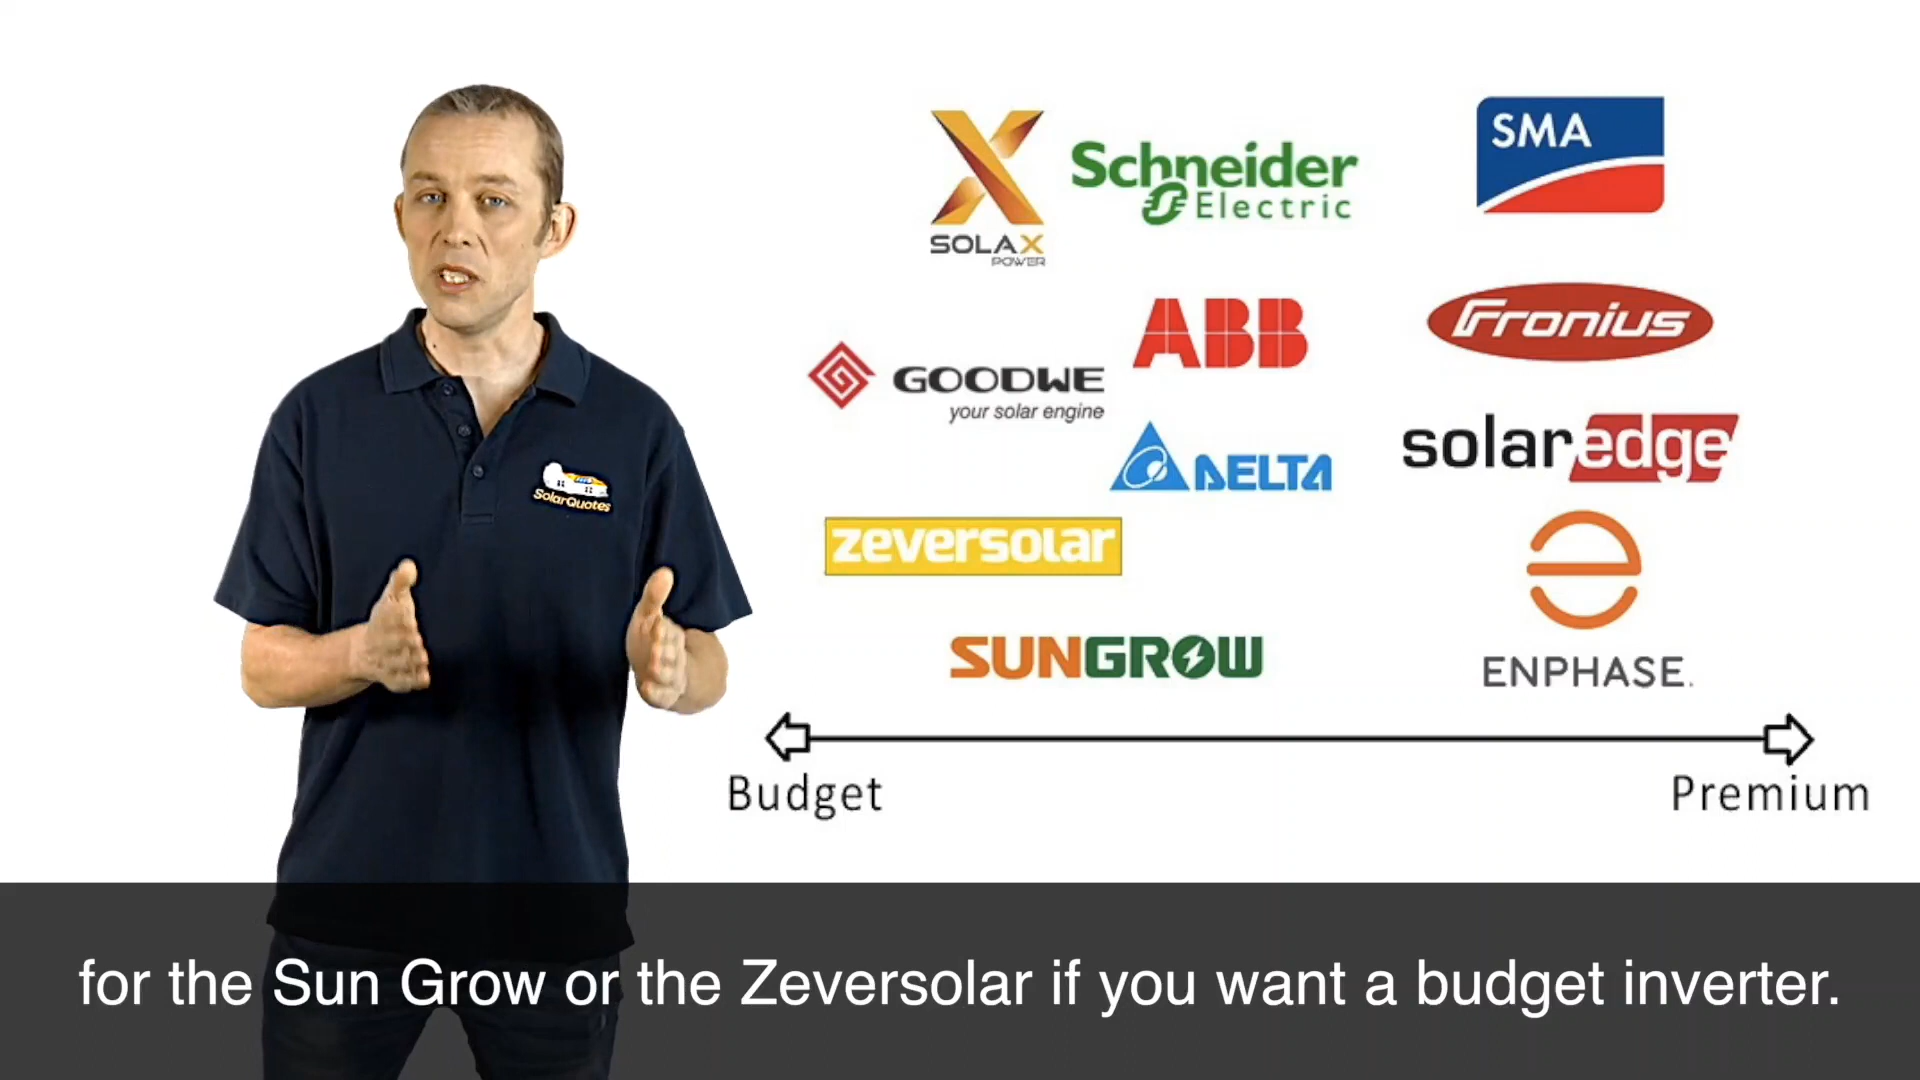 SOLAX
POWER
Schneider
Electric
SMA
Fronius
ABB
GOODWE
your solar engine
solaredge
DELTA
SolarQuotes
zeversolar
SUNGROW
ENPHASE.
Budget
Premium
for the Sun Grow or the Zeversolar if you want a budget inverter.